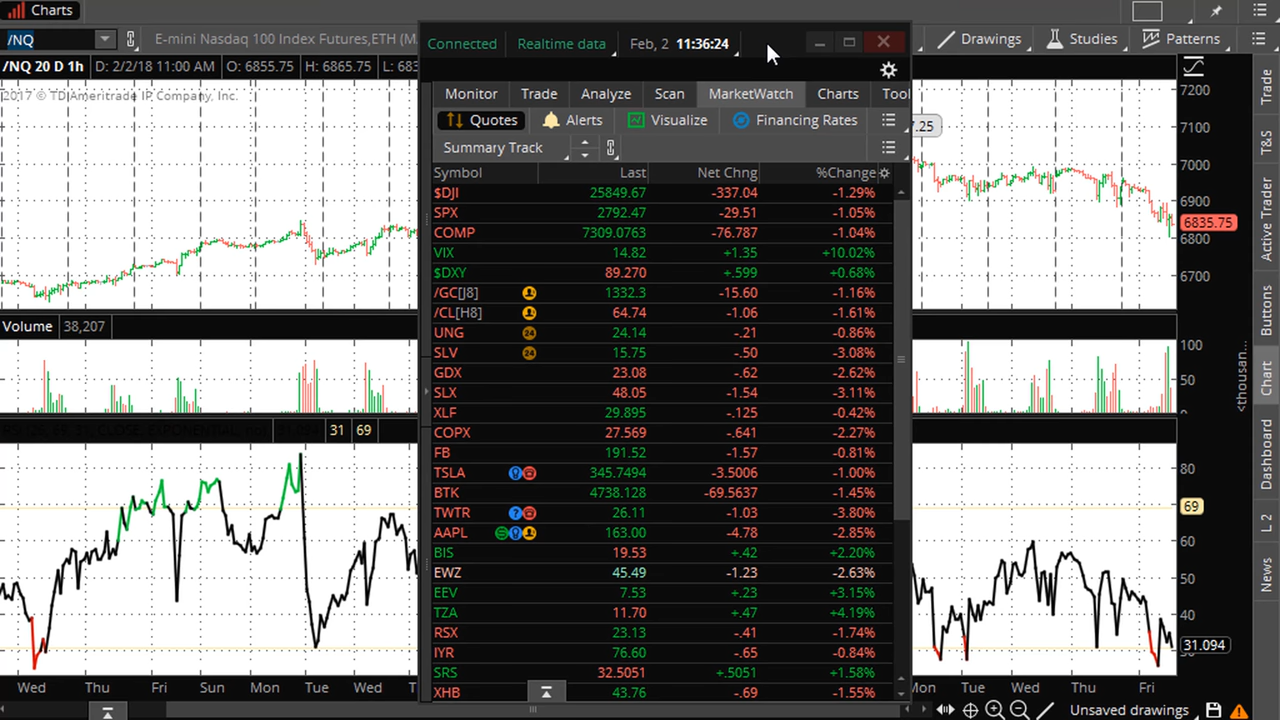 Charts
/NQ
E-mini Nasdaq 100 Index Futures,ETH (M
Drawings
Studies
Patterns
/NQ 20 D 1h
D: 2/2/18 11:00 AM
O: 6855.75
H: 6865.75
L: 683
2017 © TD Ameritrade IP Company, Inc.
Connected
Realtime data
Feb, 2 11:36:24
Monitor
Trade
Analyze
Scan
MarketWatch
Charts
Tool
Quotes
Alerts
Visualize
Financing Rates
Summary Track
Symbol Last Net Chng %Change
$DJI 25849.67 -337.04 -1.29%
SPX 2792.47 -29.51 -1.05%
COMP 7309.0763 -76.787 -1.04%
VIX 14.82 +1.35 +10.02%
$DXY 89.270 +.599 +0.68%
/GC[J8] 1332.3 -15.60 -1.16%
/CL[H8] 64.74 -1.06 -1.61%
UNG 24 24.14 -.21 -0.86%
SLV 24 15.75 -.50 -3.08%
GDX 23.08 -.62 -2.62%
SLX 48.05 -1.54 -3.11%
XLF 29.895 -.125 -0.42%
COPX 27.569 -.641 -2.27%
FB 191.52 -1.57 -0.81%
TSLA 345.7494 -3.5006 -1.00%
BTK 4738.128 -69.5637 -1.45%
TWTR 26.11 -1.03 -3.80%
AAPL 163.00 -4.78 -2.85%
BIS 19.53 +.42 +2.20%
EWZ 45.49 -1.23 -2.63%
EEV 7.53 +.23 +3.15%
TZA 11.70 +.47 +4.19%
RSX 23.13 -.41 -1.74%
IYR 76.60 -.65 -0.84%
SRS 32.5051 +.5051 +1.58%
XHB 43.76 -.69 -1.55%
7.25
7200
7100
7000
6900
6835.75
6800
6700
Volume
38,207
100
50
0
<thousan...
31
69
80
69
60
50
40
31.094
Wed
Thu
Fri
Sun
Mon
Tue
Wed
T
Mon
Tue
Wed
Thu
Fri
Unsaved drawings
Trade
T&S
Active Trader
Buttons
Chart
Dashboard
L 2
News